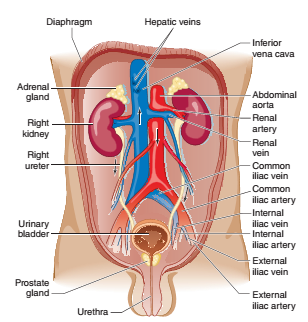 Diaphragm
Hepatic veins
Inferior
vena cava
Adrenal
gland
Abdominal
aorta
Right
kidney
Renal
artery
Renal
vein
Right
ureter
Common
iliac vein
Common
iliac artery
Internal
iliac vein
Urinary
bladder
Internal
iliac artery
External
iliac vein
Prostate
gland
External
iliac artery
Urethra